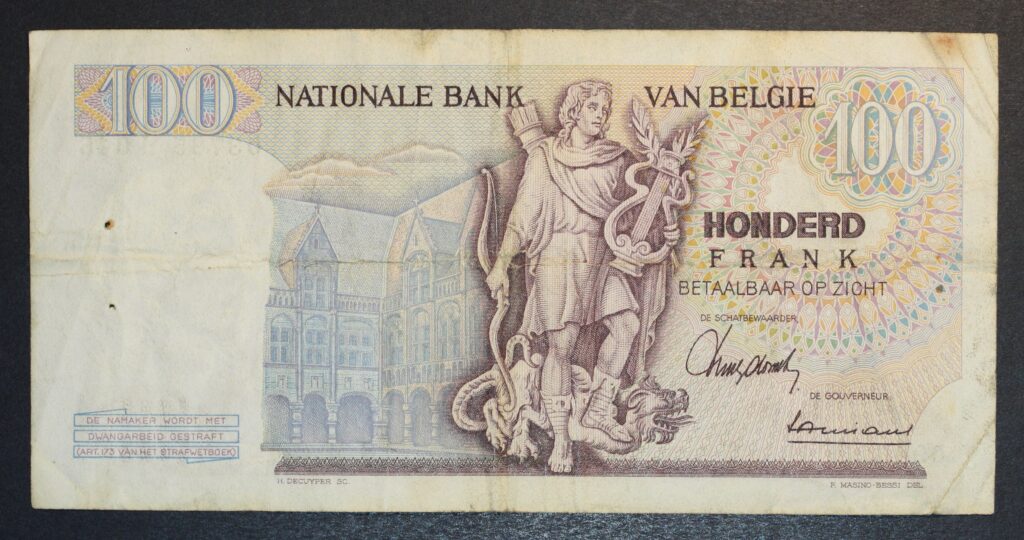 100
NATIONALE BANK VAN BELGIE
100
HONDERD
FRANK
BETAALBAAR OP ZICHT
DE SCHATBEWAARDER
DE GOUVERNEUR
DE NAMAKER WORDT MET
DWANGARBEID GESTRAFT
(ART. 173 VAN HET STRAFWETBOEK)
H. DECUYPER SC.
F. MASINO-BESSI DEL.